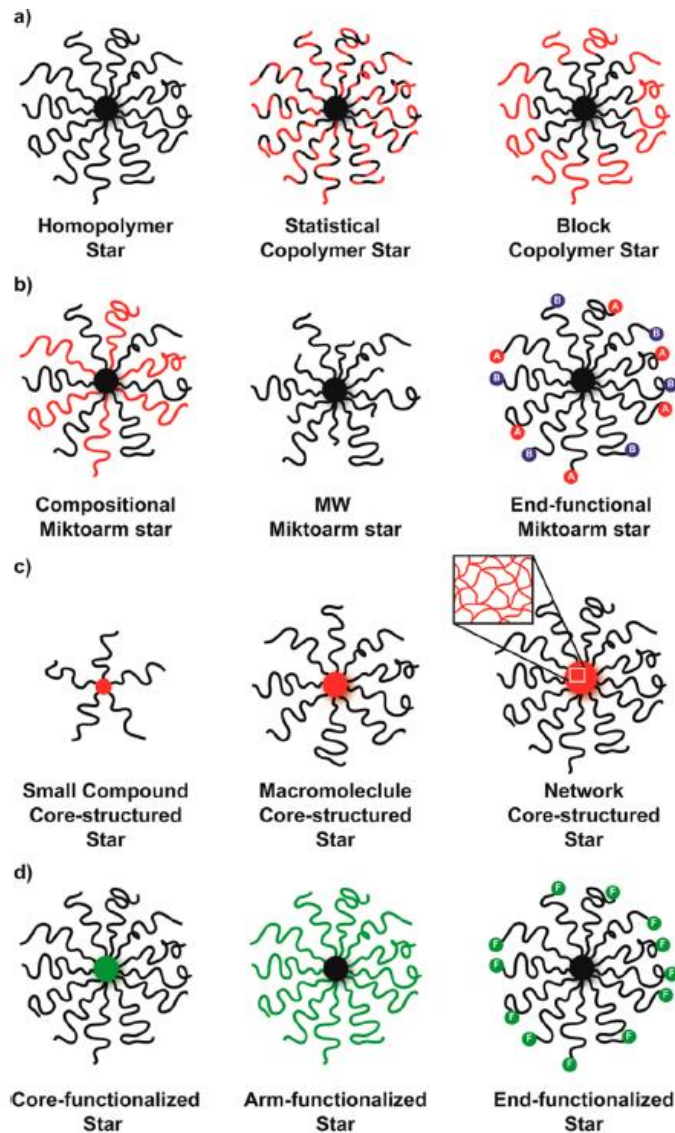 a)
Homopolymer
Star
Statistical
Copolymer Star
Block
Copolymer Star
b)
B
A
B
A
A
B
B
A
A
B
B
A
Compositional
Miktoarm star
MW
Miktoarm star
End-functional
Miktoarm star
c)
Small Compound
Core-structured
Star
Macromoleclule
Core-structured
Star
Network
Core-structured
Star
d)
F
F
F
F
F
F
F
F
F
F
F
F
Core-functionalized
Star
Arm-functionalized
Star
End-functionalized
Star